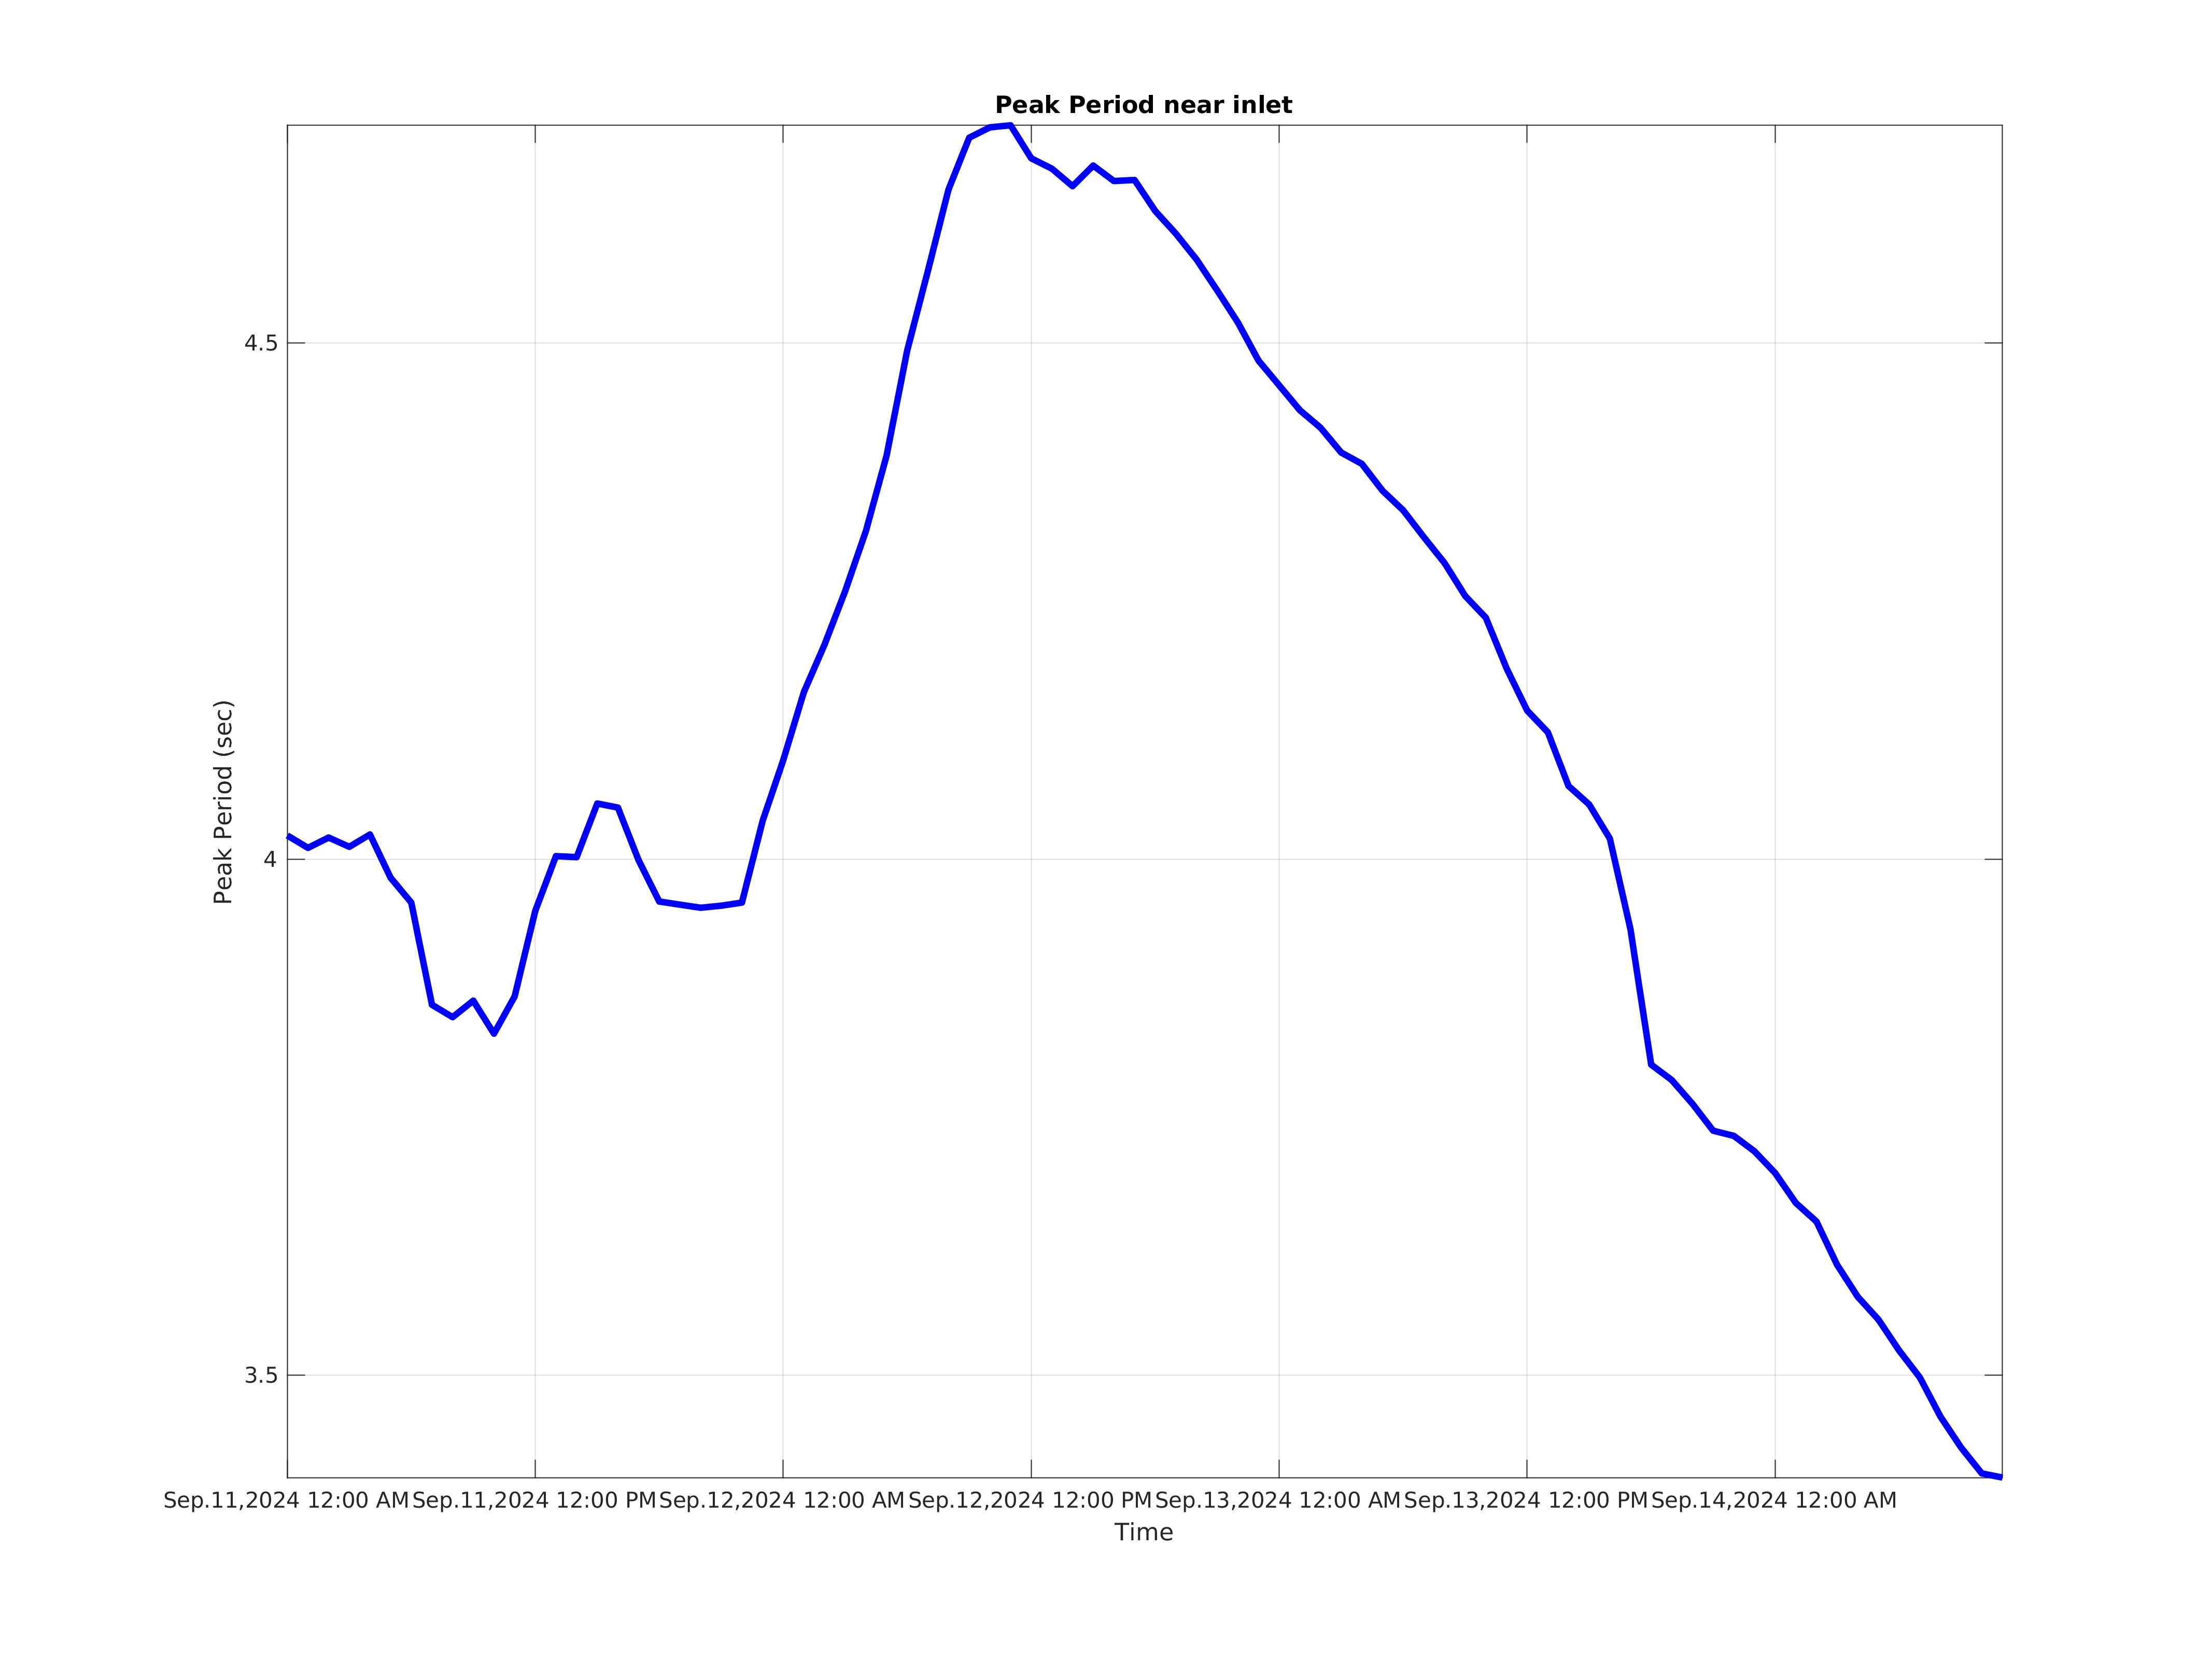 Peak Period near inlet
Peak Period (sec)
4.5
4
3.5
Sep.11,2024 12:00 AM Sep.11,2024 12:00 PM Sep.12,2024 12:00 AM Sep.12,2024 12:00 PM Sep.13,2024 12:00 AM Sep.13,2024 12:00 PM Sep.14,2024 12:00 AM
Time